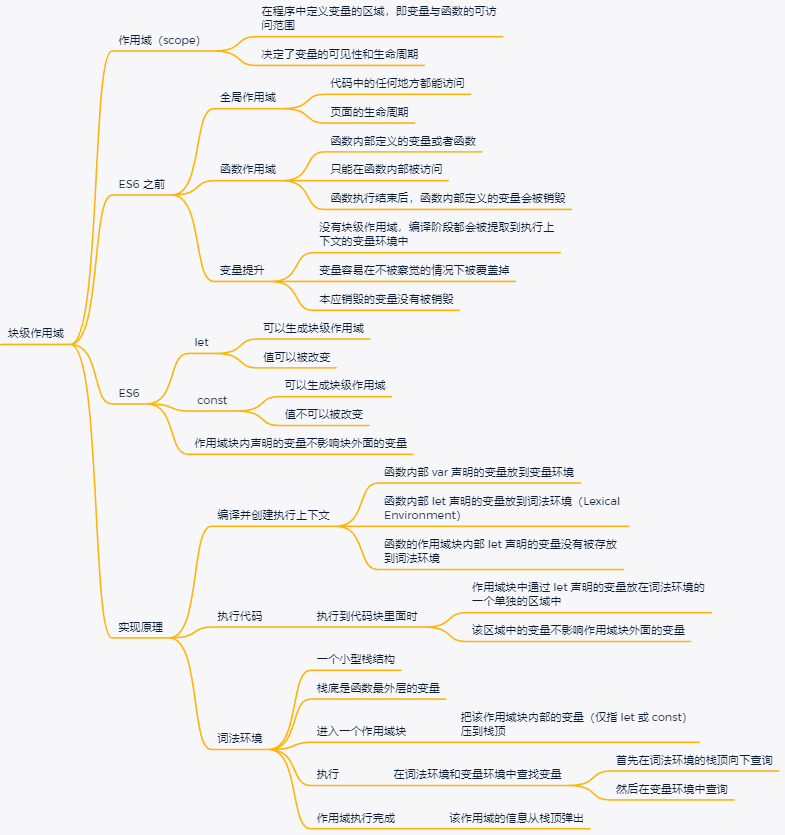 块级作用域
作用域（scope）
在程序中定义变量的区域，即变量与函数的可访
问范围
决定了变量的可见性和生命周期
ES6 之前
全局作用域
代码中的任何地方都能访问
页面的生命周期
函数作用域
函数内部定义的变量或者函数
只能在函数内部被访问
函数执行结束后，函数内部定义的变量会被销毁
变量提升
没有块级作用域，编译阶段都会被提取到执行上
下文的变量环境中
变量容易在不被察觉的情况下被覆盖掉
本应销毁的变量没有被销毁
ES6
let
可以生成块级作用域
值可以被改变
const
可以生成块级作用域
值不可以被改变
作用域块内声明的变量不影响块外面的变量
实现原理
编译并创建执行上下文
函数内部 var 声明的变量放到变量环境
函数内部 let 声明的变量放到词法环境（Lexical
Environment）
函数的作用域块内部 let 声明的变量没有被存放
到词法环境
执行代码
执行到代码块里面时
作用域块中通过 let 声明的变量放在词法环境的
一个单独的区域中
该区域中的变量不影响作用域块外面的变量
词法环境
一个小型栈结构
栈底是函数最外层的变量
进入一个作用域块
把该作用域块内部的变量（仅指 let 或 const）
压到栈顶
执行
在词法环境和变量环境中查找变量
首先在词法环境的栈顶向下查询
然后在变量环境中查询
作用域执行完成
该作用域的信息从栈顶弹出